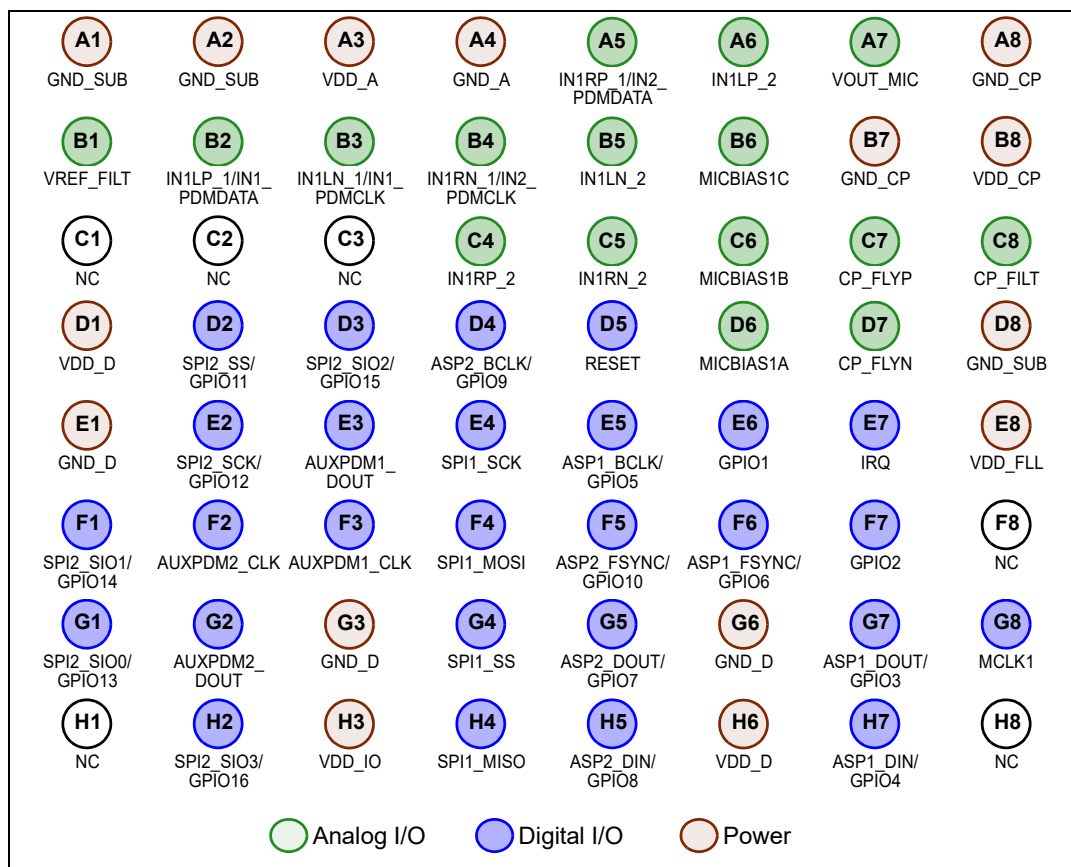 A1 A2 A3 A4 A5 A6 A7 A8
GND_SUB GND_SUB VDD_A GND_A IN1RP_1/IN2_ IN1LP_2 VOUT_MIC GND_CP
PDMDATA
B1 B2 B3 B4 B5 B6 B7 B8
VREF_FILT IN1LP_1/IN1_ IN1LN_1/IN1_ IN1RN_1/IN2_ IN1LN_2 MICBIAS1C GND_CP VDD_CP
PDMDATA PDMCLK PDMCLK
C1 C2 C3 C4 C5 C6 C7 C8
NC NC NC IN1RP_2 IN1RN_2 MICBIAS1B CP_FLYP CP_FILT
D1 D2 D3 D4 D5 D6 D7 D8
VDD_D SPI2_SS/ SPI2_SIO2/ ASP2_BCLK/ RESET MICBIAS1A CP_FLYN GND_SUB
GPIO11 GPIO15 GPIO9
E1 E2 E3 E4 E5 E6 E7 E8
GND_D SPI2_SCK/ AUXPDM1_ SPI1_SCK ASP1_BCLK/ GPIO1 IRQ VDD_FLL
GPIO12 DOUT GPIO5
F1 F2 F3 F4 F5 F6 F7 F8
SPI2_SIO1/ AUXPDM2_CLK AUXPDM1_CLK SPI1_MOSI ASP2_FSYNC/ ASP1_FSYNC/ GPIO2 NC
GPIO14 GPIO10 GPIO6
G1 G2 G3 G4 G5 G6 G7 G8
SPI2_SIO0/ AUXPDM2_ GND_D SPI1_SS ASP2_DOUT/ GND_D ASP1_DOUT/ MCLK1
GPIO13 DOUT GPIO7 GPIO3
H1 H2 H3 H4 H5 H6 H7 H8
NC SPI2_SIO3/ VDD_IO SPI1_MISO ASP2_DIN/ VDD_D ASP1_DIN/ NC
GPIO16 GPIO8 GPIO4
Analog I/O Digital I/O Power